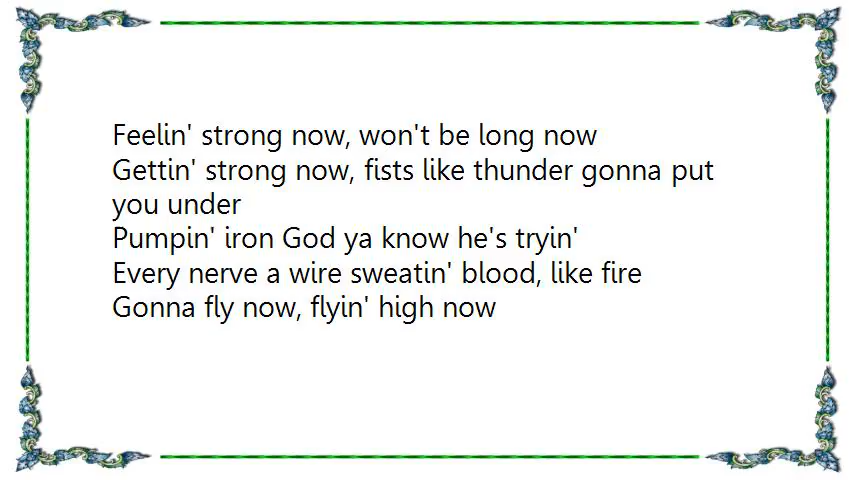 Feelin' strong now, won't be long now
Gettin' strong now, fists like thunder gonna put
you under
Pumpin' iron God ya know he's tryin'
Every nerve a wire sweatin' blood, like fire
Gonna fly now, flyin' high now